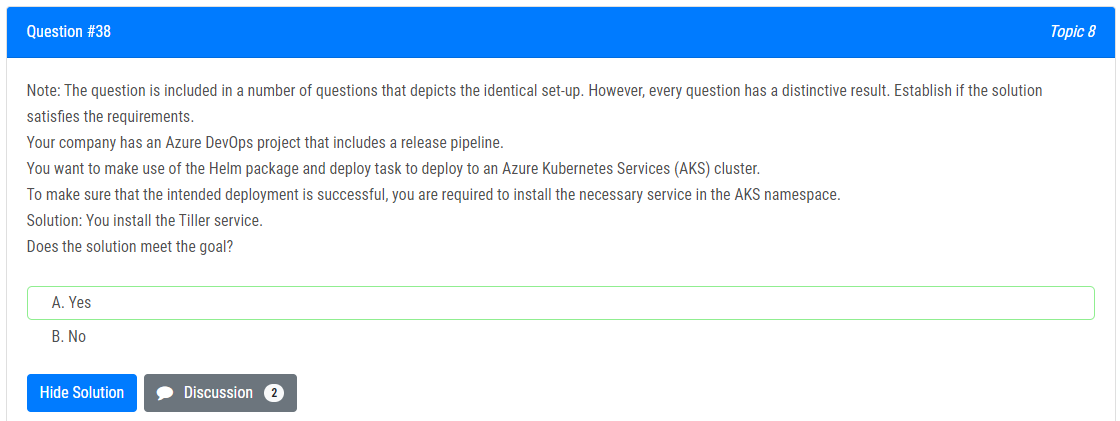 Question #38
Topic 8
Note: The question is included in a number of questions that depicts the identical set-up. However, every question has a distinctive result. Establish if the solution
satisfies the requirements.
Your company has an Azure DevOps project that includes a release pipeline.
You want to make use of the Helm package and deploy task to deploy to an Azure Kubernetes Services (AKS) cluster.
To make sure that the intended deployment is successful, you are required to install the necessary service in the AKS namespace.
Solution: You install the Tiller service.
Does the solution meet the goal?
A. Yes
B. No
Hide Solution
Discussion 2